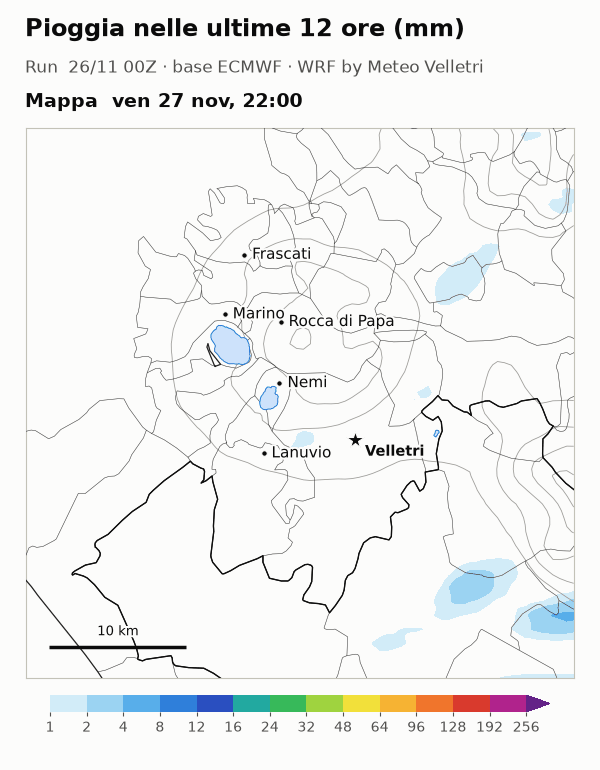 Pioggia nelle ultime 12 ore (mm)
Run  26/11 00Z · base ECMWF · WRF by Meteo Velletri
Mappa  ven 27 nov, 22:00
Frascati
Marino
Rocca di Papa
Nemi
Velletri
Lanuvio
10 km
1 2 4 8 12 16 24 32 48 64 96 128 192 256